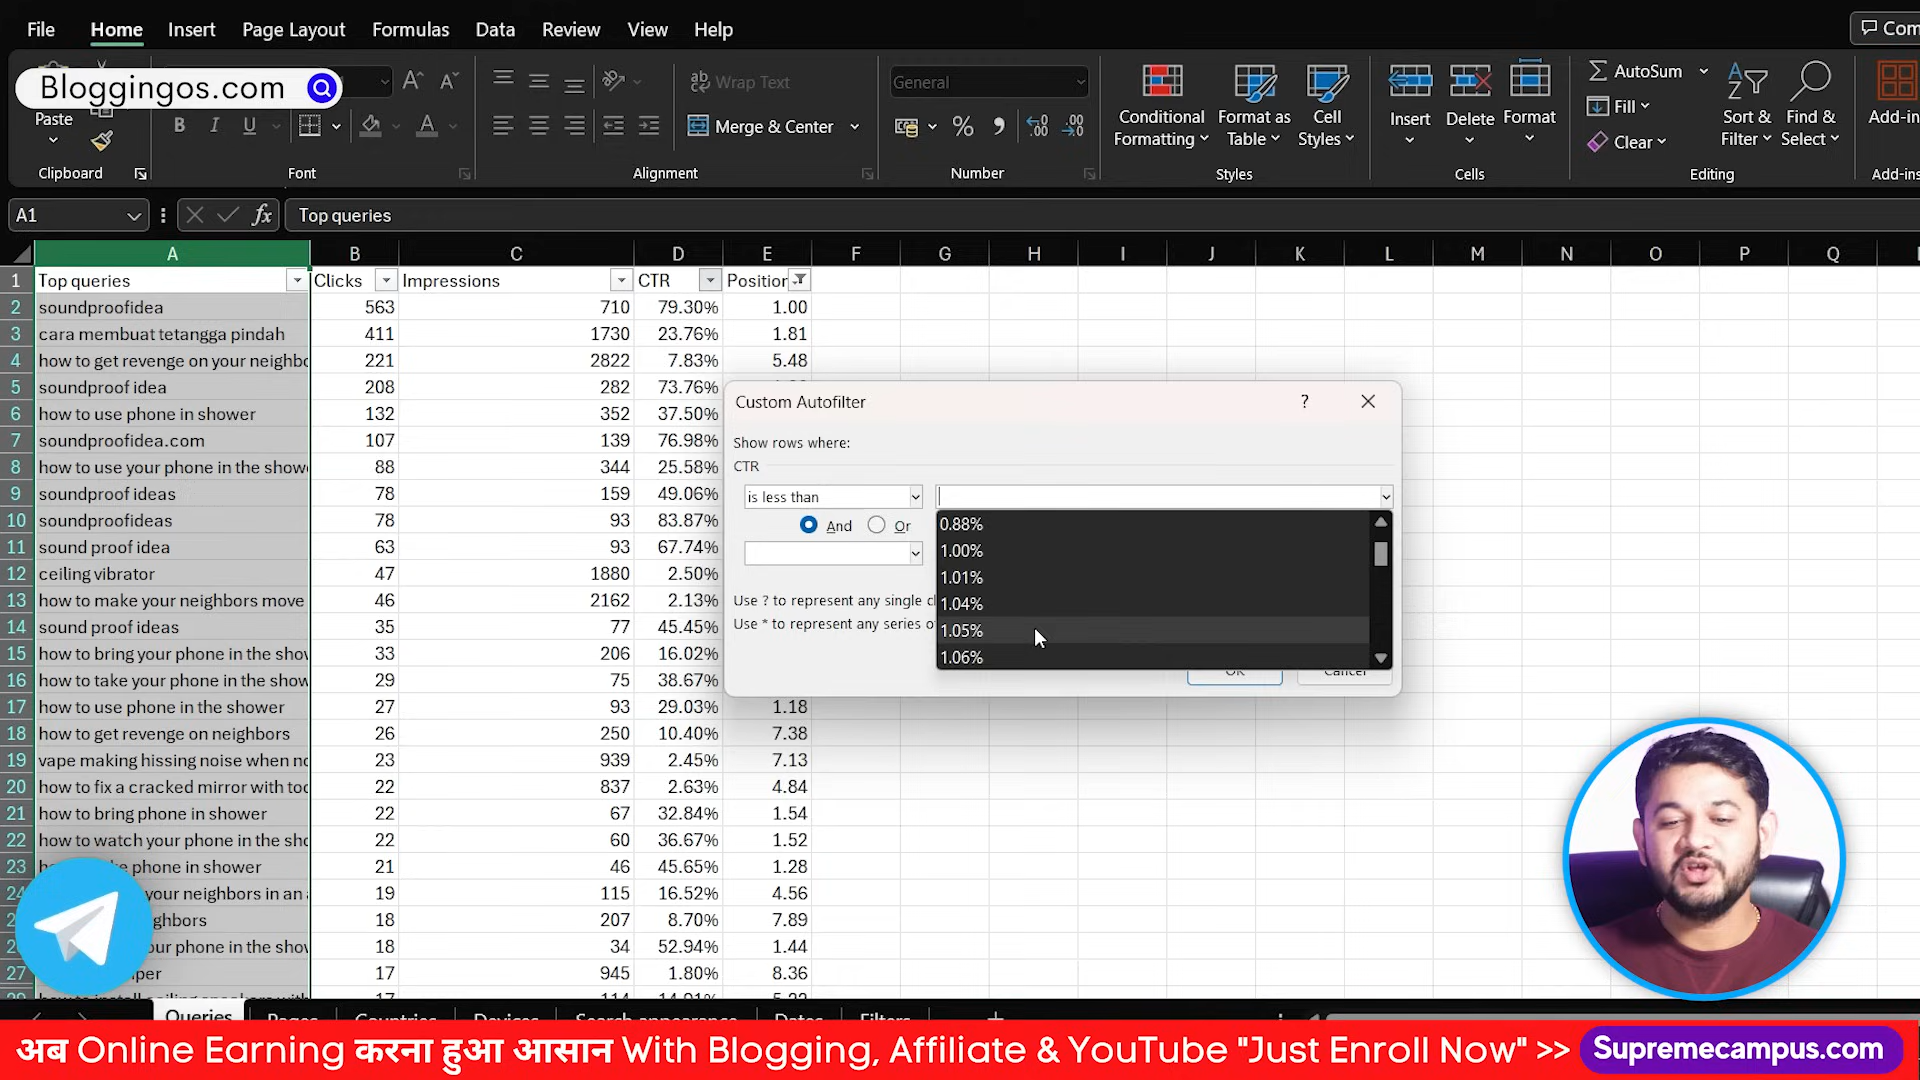 File Home Insert Page Layout Formulas Data Review View Help
Bloggingos.com
Paste
Clipboard
B I U
Font
Wrap Text
Merge & Center
Alignment
General
Number
Conditional Formatting
Format as Table
Cell Styles
Styles
Insert Delete Format
Cells
AutoSum
Fill
Clear
Sort & Filter
Find & Select
Editing
A1 fx Top queries
A B C D E F G H I J K L M N O P Q
1 Top queries Clicks Impressions CTR Position
2 soundproofidea 563 710 79.30% 1.00
3 cara membuat tetangga pindah 411 1730 23.76% 1.81
4 how to get revenge on your 221 2822 7.83% 5.48
5 soundproof idea 208 282 73.76%
6 how to use phone in shower 132 352 37.50%
7 soundproofidea.com 107 139 76.98%
8 how to use your phone in the 88 344 25.58%
9 soundproof ideas 78 159 49.06%
10 soundproofideas 78 93 83.87%
11 sound proof idea 63 93 67.74%
12 ceiling vibrator 47 1880 2.50%
13 how to make your neighbors move 46 2162 2.13%
14 sound proof ideas 35 77 45.45%
15 how to bring your phone in the 33 206 16.02%
16 how to take your phone in the 29 75 38.67%
17 how to use phone in the shower 27 93 29.03% 1.18
18 how to get revenge on neighbors 26 250 10.40% 7.38
19 vape making hissing noise when 23 939 2.45% 7.13
20 how to fix a cracked mirror with 22 837 2.63% 4.84
21 how to bring phone in shower 22 67 32.84% 1.54
22 how to watch your phone in the 22 60 36.67% 1.52
23 phone in shower 21 46 45.65% 1.28
24 your neighbors in an 19 115 16.52% 4.56
18 207 8.70% 7.89
your phone in the 18 34 52.94% 1.44
27 17 945 1.80% 8.36
Custom Autofilter ?
Show rows where:
CTR
is less than
And Or
0.88%
1.00%
1.01%
1.04%
1.05%
1.06%
Use ? to represent any single
Use * to represent any series
OK Cancel
Queries Pages Countries Devices Search appearance Dates Filters
अब Online Earning करना हुआ आसान With Blogging, Affiliate & YouTube "Just Enroll Now" >> Supremecampus.com